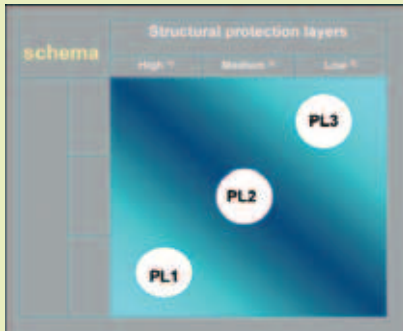 Structural protection layers
schema
High Medium Low
PL3
PL2
PL1